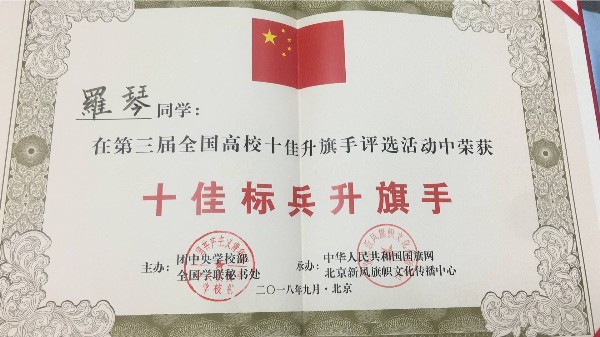 羅琴同学:
在第三届全国高校十佳升旗手评选活动中荣获
十佳标兵升旗手
主办: 团中央学校部 承办: 中华人民共和国国旗网
全国学联秘书处 北京新风旗帜文化传播中心
二〇一八年九月·北京